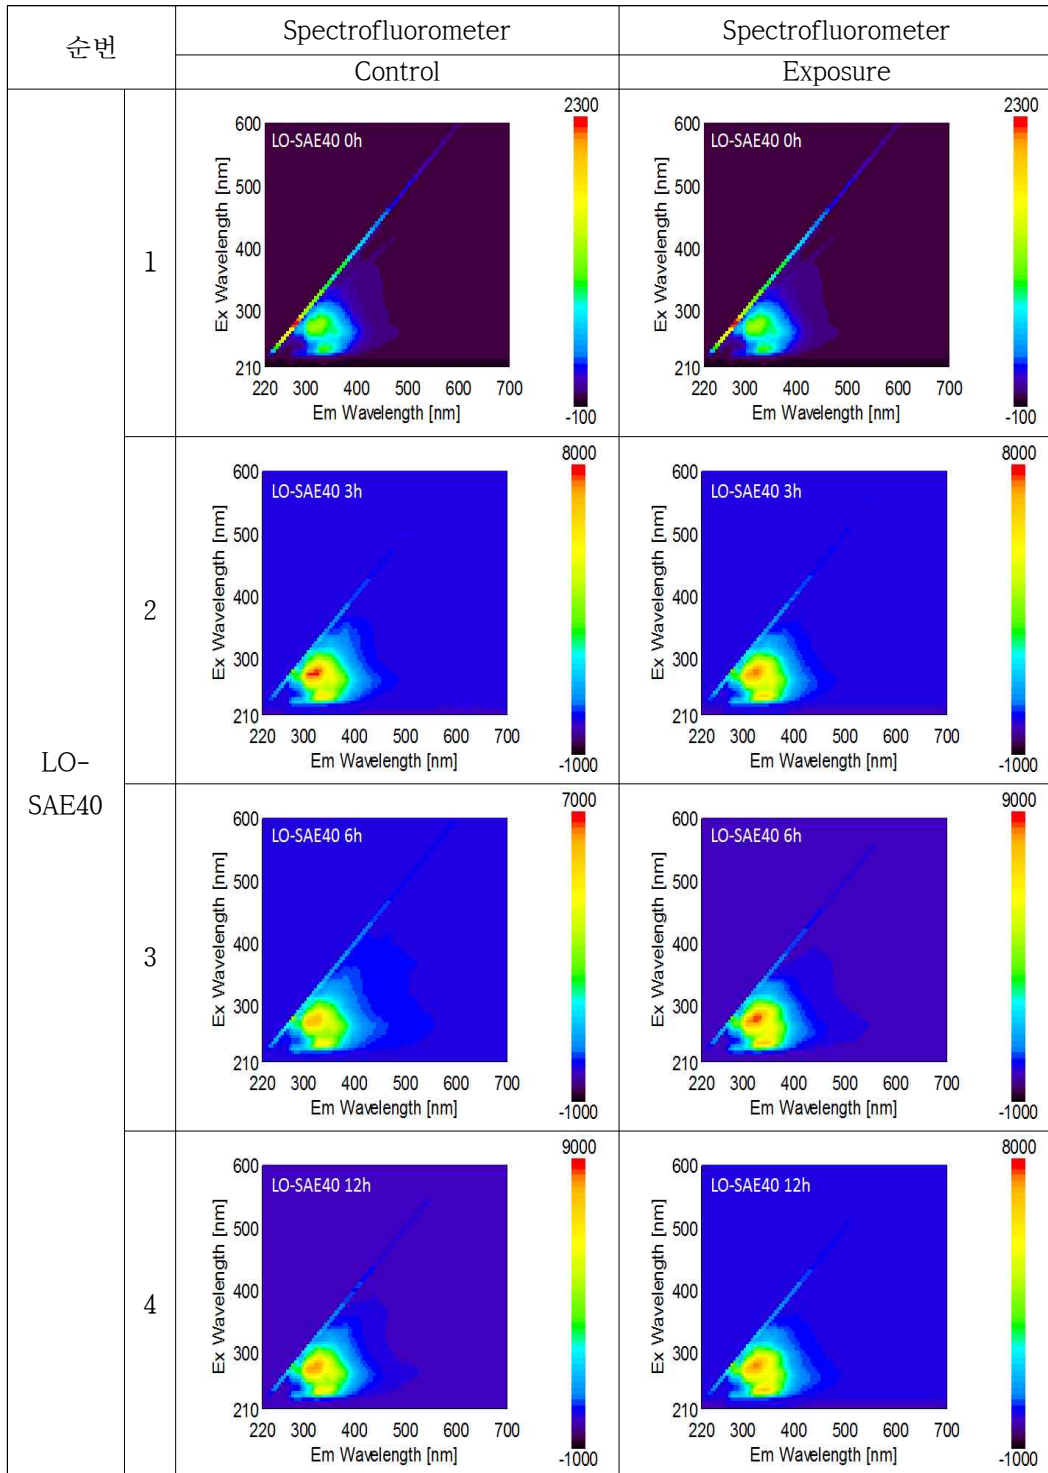 순번
Spectrofluorometer
Spectrofluorometer
Control
Exposure
LO-
SAE40
1
LO-SAE40 0h
Ex Wavelength [nm]
600
500
400
300
210
220 300 400 500 600 700
Em Wavelength [nm]
2300
-100
LO-SAE40 0h
Ex Wavelength [nm]
600
500
400
300
210
220 300 400 500 600 700
Em Wavelength [nm]
2300
-100
2
LO-SAE40 3h
Ex Wavelength [nm]
600
500
400
300
210
220 300 400 500 600 700
Em Wavelength [nm]
8000
-1000
LO-SAE40 3h
Ex Wavelength [nm]
600
500
400
300
210
220 300 400 500 600 700
Em Wavelength [nm]
8000
-1000
3
LO-SAE40 6h
Ex Wavelength [nm]
600
500
400
300
210
220 300 400 500 600 700
Em Wavelength [nm]
7000
-1000
LO-SAE40 6h
Ex Wavelength [nm]
600
500
400
300
210
220 300 400 500 600 700
Em Wavelength [nm]
9000
-1000
4
LO-SAE40 12h
Ex Wavelength [nm]
600
500
400
300
210
220 300 400 500 600 700
Em Wavelength [nm]
9000
-1000
LO-SAE40 12h
Ex Wavelength [nm]
600
500
400
300
210
220 300 400 500 600 700
Em Wavelength [nm]
8000
-1000